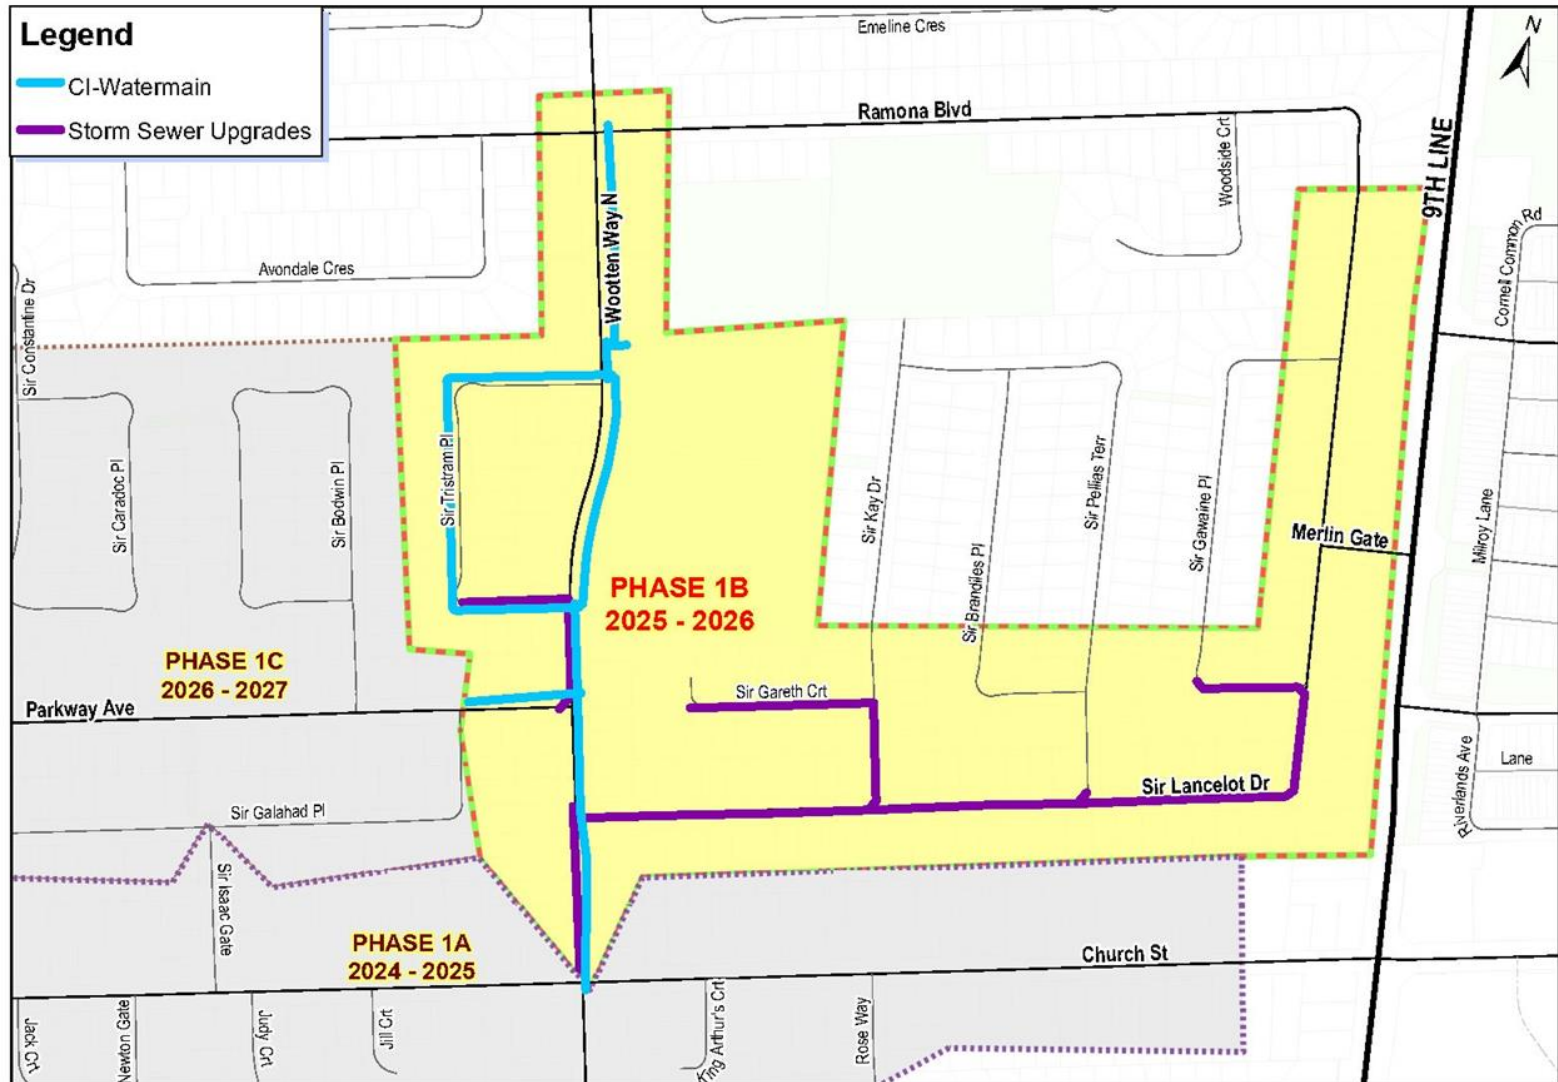 Legend
CI-Watermain
Storm Sewer Upgrades
N
Emeline Cres
Ramona Blvd
Woodside Crt
9TH LINE
Cornell Common Rd
Wootten Way N
Avondale Cres
Sir Constantine Dr
Sir Caradoc Pl
Sir Bodwin Pl
Sir Tristram Pl
Sir Kay Dr
Sir Brandiles Pl
Sir Pellias Terr
Sir Gawaine Pl
Merlin Gate
Milroy Lane
PHASE 1B
2025 - 2026
PHASE 1C
2026 - 2027
Parkway Ave
Sir Gareth Crt
Sir Lancelot Dr
Riverlands Ave
Lane
Sir Galahad Pl
Sir Isaac Gate
PHASE 1A
2024 - 2025
Church St
Jack Crt
Newton Gate
Judy Crt
Jill Crt
King Arthur's Crt
Rose Way